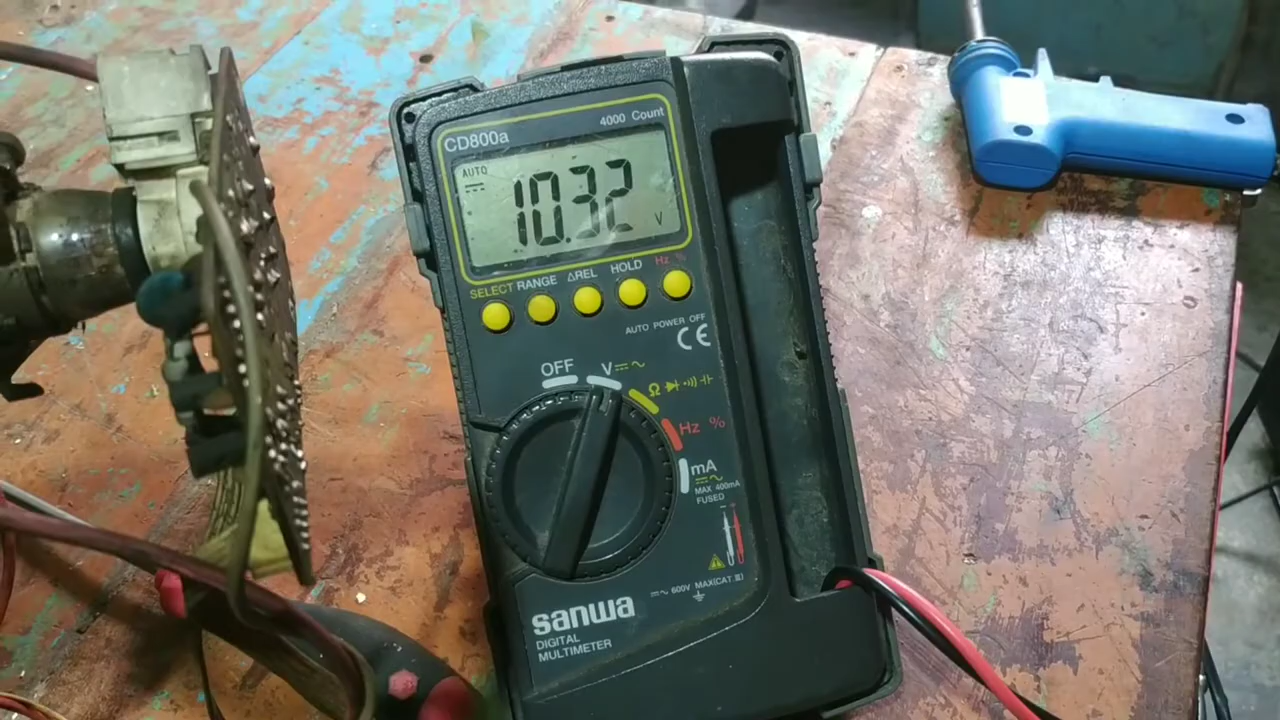 4000 Count
CD800a
AUTO
10.32 V
SELECT RANGE ΔREL HOLD Hz %
AUTO POWER OFF
CE
OFF V
Ω
Hz %
mA
MAX 400mA
FUSED
600V MAX(CAT.III)
sanwa
DIGITAL
MULTIMETER